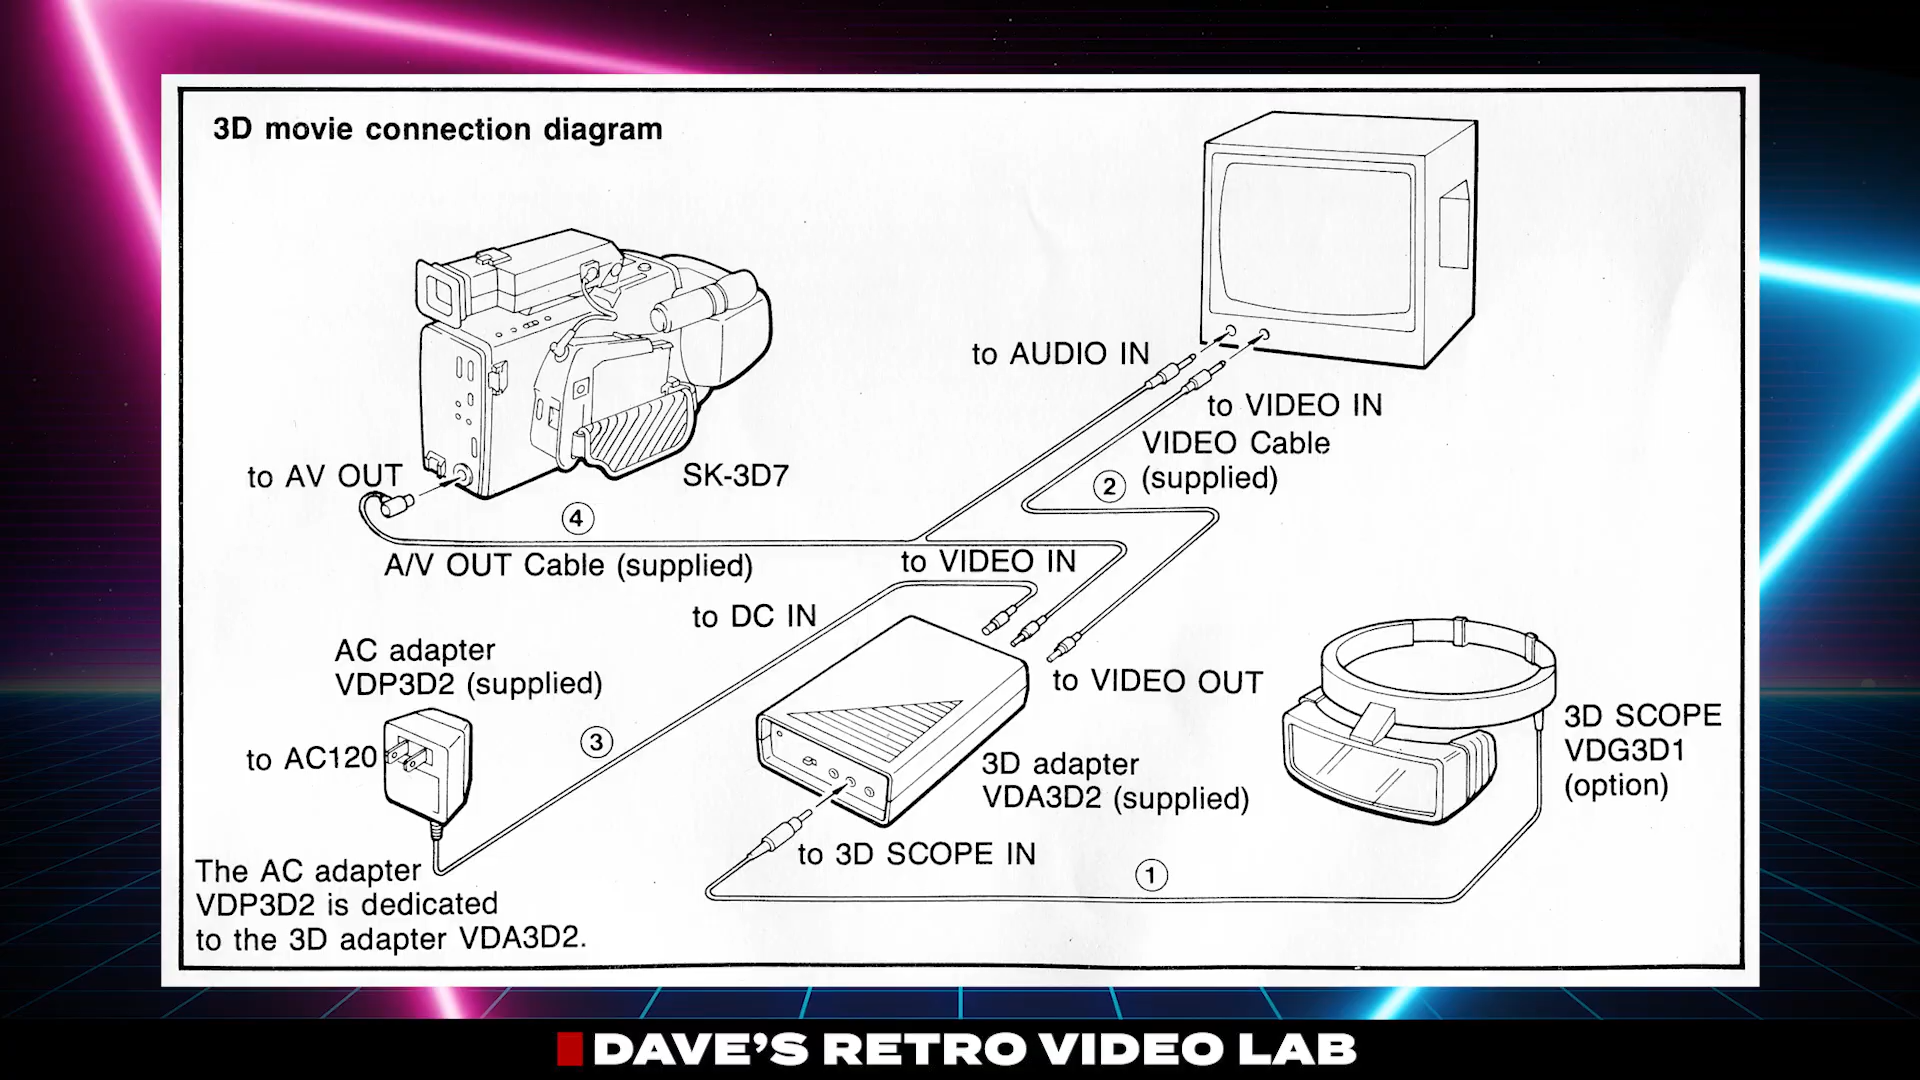 3D movie connection diagram
to AUDIO IN
to VIDEO IN
VIDEO Cable
(supplied)
2
to AV OUT
SK-3D7
4
A/V OUT Cable (supplied)
to VIDEO IN
to DC IN
AC adapter
VDP3D2 (supplied)
to AC120
3
to VIDEO OUT
3D adapter
VDA3D2 (supplied)
3D SCOPE
VDG3D1
(option)
to 3D SCOPE IN
1
The AC adapter
VDP3D2 is dedicated
to the 3D adapter VDA3D2.
DAVE'S RETRO VIDEO LAB